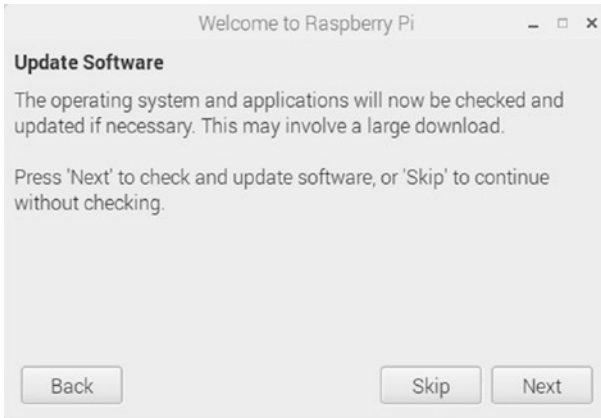 Welcome to Raspberry Pi
Update Software
The operating system and applications will now be checked and
updated if necessary. This may involve a large download.
Press 'Next' to check and update software, or 'Skip' to continue
without checking.
Back Skip Next